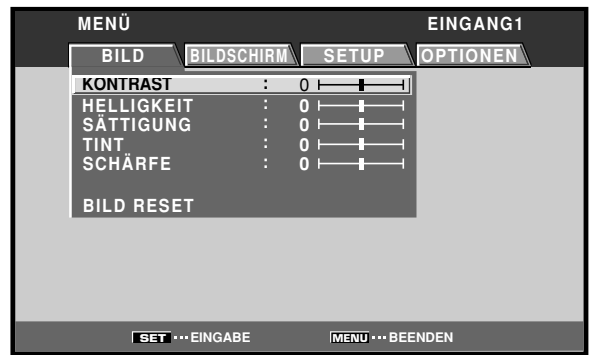 MENÜ EINGANG1
BILD BILDSCHIRM SETUP OPTIONEN
KONTRAST : 0
HELLIGKEIT : 0
SÄTTIGUNG : 0
TINT : 0
SCHÄRFE : 0
BILD RESET
SET ··· EINGABE MENU ··· BEENDEN